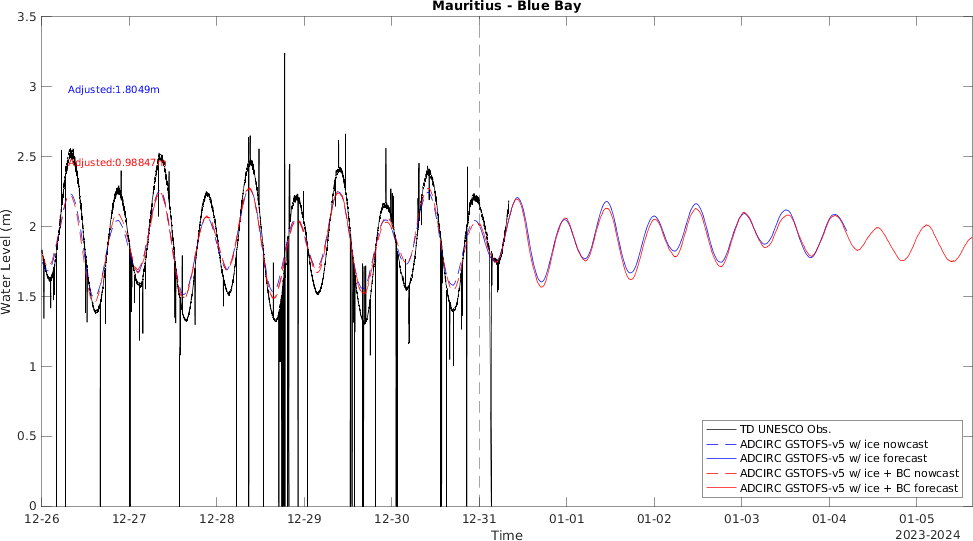 Mauritius - Blue Bay
3.5
3
2.5
2
1.5
1
0.5
0
Water Level (m)
Adjusted:1.8049m
Adjusted:0.98847m
TD UNESCO Obs.
ADCIRC GSTOFS-v5 w/ ice nowcast
ADCIRC GSTOFS-v5 w/ ice forecast
ADCIRC GSTOFS-v5 w/ ice + BC nowcast
ADCIRC GSTOFS-v5 w/ ice + BC forecast
12-26 12-27 12-28 12-29 12-30 12-31 01-01 01-02 01-03 01-04 01-05
Time
2023-2024